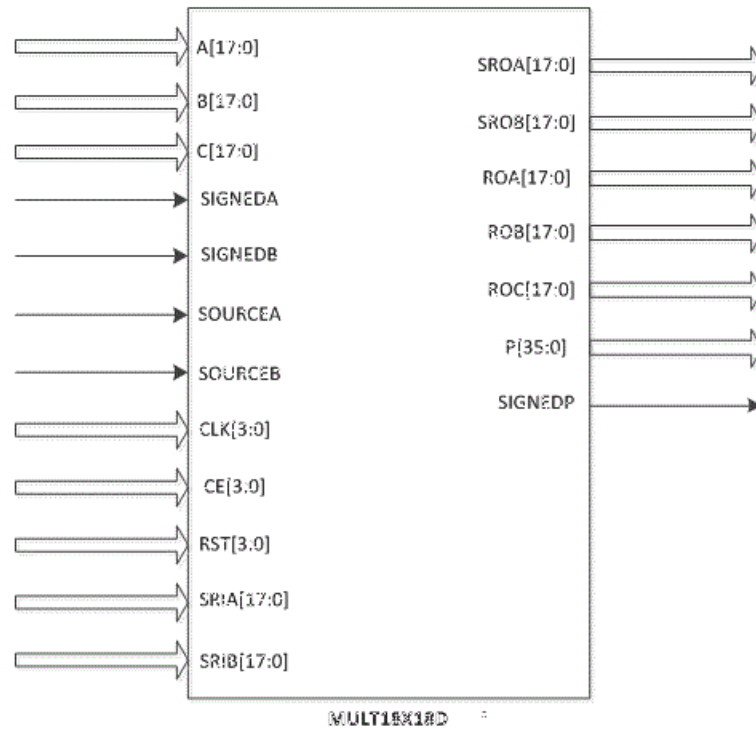 A[17:0]
B[17:0]
C[17:0]
SIGNEDA
SIGNEDB
SOURCEA
SOURCEB
CLK[3:0]
CE[3:0]
RST[3:0]
SRIA[17:0]
SRIB[17:0]
SROA[17:0]
SROB[17:0]
ROA[17:0]
ROB[17:0]
ROC[17:0]
P[35:0]
SIGNEDP
MULT18X18D